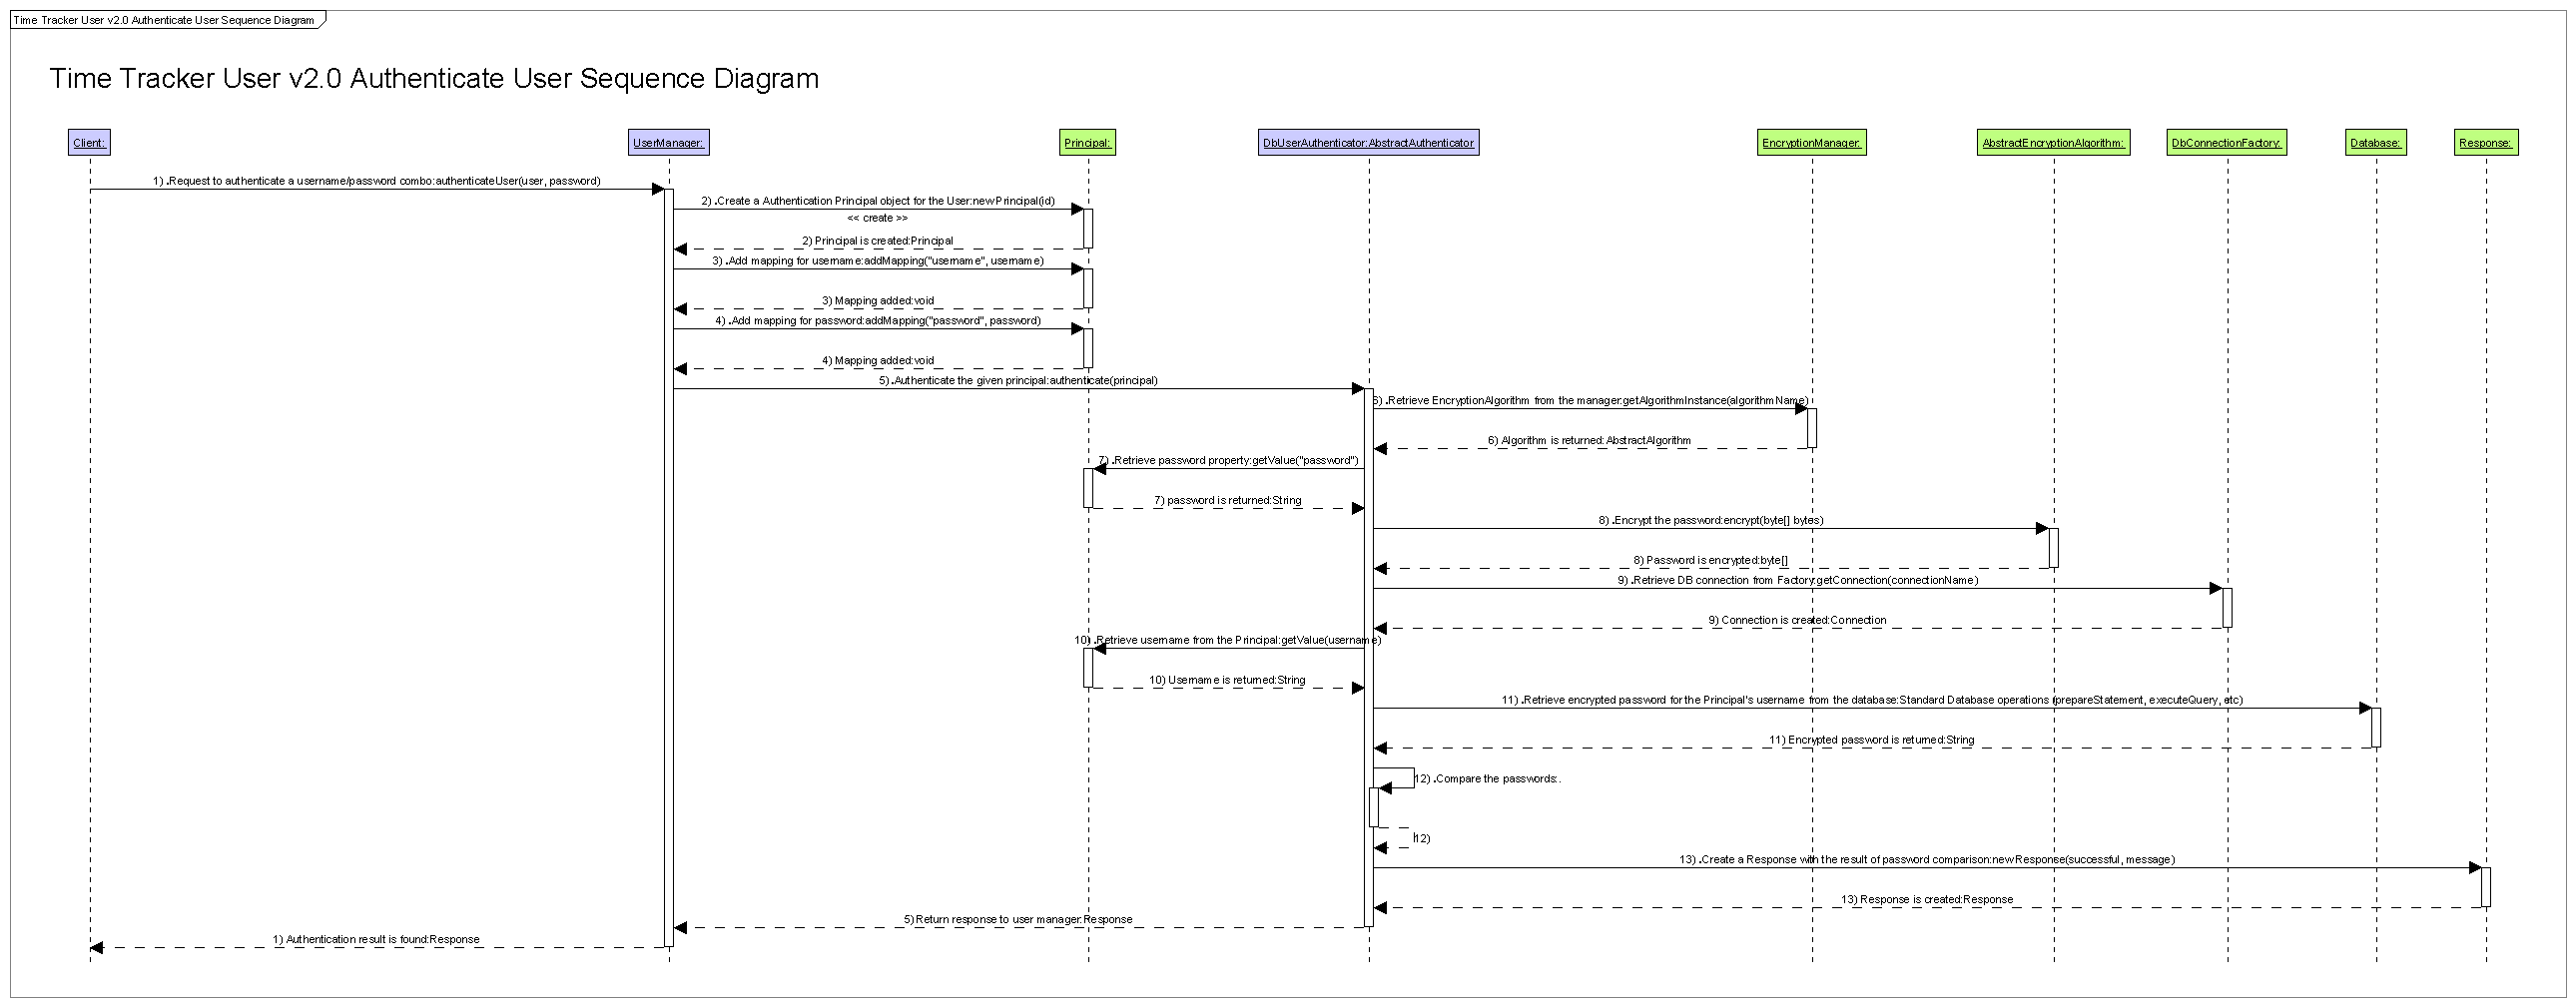 Time Tracker User v2.0 Authenticate User Sequence Diagram
Time Tracker User v2.0 Authenticate User Sequence Diagram
Client:
UserManager:
Principal:
DbUserAuthenticator:AbstractAuthenticator
EncryptionManager:
AbstractEncryptionAlgorithm:
DbConnectionFactory:
Database:
Response:
1) .Request to authenticate a username/password combo:authenticateUser(user, password)
2) .Create a Authentication Principal object for the User:new Principal(id)
<< create >>
2) Principal is created:Principal
3) .Add mapping for username:addMapping("username", username)
3) Mapping added:void
4) .Add mapping for password:addMapping("password", password)
4) Mapping added:void
5) .Authenticate the given principal:authenticate(principal)
6) .Retrieve EncryptionAlgorithm from the manager:getAlgorithmInstance(algorithmName)
6) Algorithm is returned:AbstractAlgorithm
7) .Retrieve password property:getValue("password")
7) password is returned:String
8) .Encrypt the password:encrypt(byte[] bytes)
8) Password is encrypted:byte[]
9) .Retrieve DB connection from Factory:getConnection(connectionName)
9) Connection is created:Connection
10) .Retrieve username from the Principal:getValue(username)
10) Username is returned:String
11) .Retrieve encrypted password for the Principal's username from the database:Standard Database operations (prepareStatement, executeQuery, etc)
11) Encrypted password is returned:String
12) .Compare the passwords:.
12)
13) .Create a Response with the result of password comparison:new Response(successful, message)
13) Response is created:Response
5) Return response to user manager:Response
1) Authentication result is found:Response